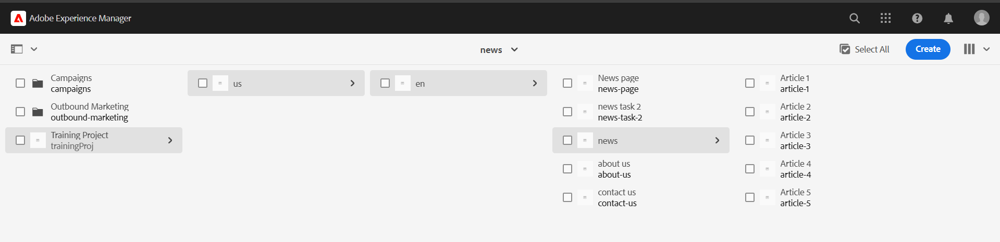 Adobe Experience Manager
news
Select All
Create
Campaigns
campaigns
Outbound Marketing
outbound-marketing
Training Project
trainingProj
us
en
News page
news-page
news task 2
news-task-2
news
about us
about-us
contact us
contact-us
Article 1
article-1
Article 2
article-2
Article 3
article-3
Article 4
article-4
Article 5
article-5